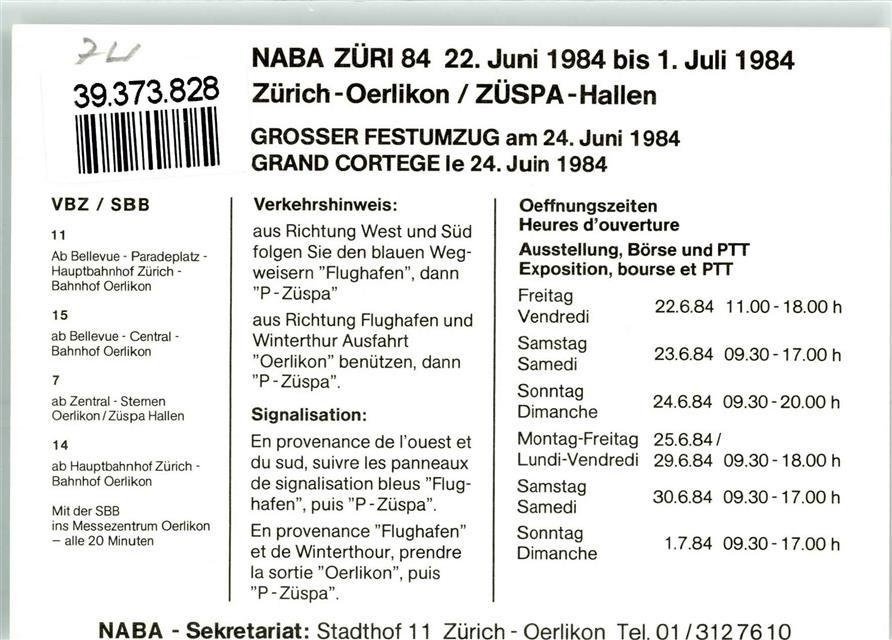 NABA ZÜRI 84 22. Juni 1984 bis 1. Juli 1984
39.373.828
Zürich-Oerlikon / ZÜSPA-Hallen
GROSSER FESTUMZUG am 24. Juni 1984
GRAND CORTEGE le 24. Juin 1984
VBZ / SBB
11
Ab Bellevue - Paradeplatz -
Hauptbahnhof Zürich -
Bahnhof Oerlikon
15
ab Bellevue - Central -
Bahnhof Oerlikon
7
ab Zentral - Sternen
Oerlikon/Züspa Hallen
14
ab Hauptbahnhof Zürich -
Bahnhof Oerlikon
Mit der SBB
ins Messezentrum Oerlikon
– alle 20 Minuten
Verkehrshinweis:
aus Richtung West und Süd
folgen Sie den blauen Weg-
weisern "Flughafen", dann
"P-Züspa"
aus Richtung Flughafen und
Winterthur Ausfahrt
"Oerlikon" benützen, dann
"P-Züspa".
Signalisation:
En provenance de l'ouest et
du sud, suivre les panneaux
de signalisation bleus "Flug-
hafen", puis "P-Züspa".
En provenance "Flughafen"
et de Winterthour, prendre
la sortie "Oerlikon", puis
"P-Züspa".
Oeffnungszeiten
Heures d'ouverture
Ausstellung, Börse und PTT
Exposition, bourse et PTT
Freitag
Vendredi 22.6.84 11.00-18.00 h
Samstag
Samedi 23.6.84 09.30-17.00 h
Sonntag
Dimanche 24.6.84 09.30-20.00 h
Montag-Freitag 25.6.84/
Lundi-Vendredi 29.6.84 09.30-18.00 h
Samstag
Samedi 30.6.84 09.30-17.00 h
Sonntag
Dimanche 1.7.84 09.30-17.00 h
NABA - Sekretariat: Stadthof 11 Zürich - Oerlikon Tel. 01/3127610